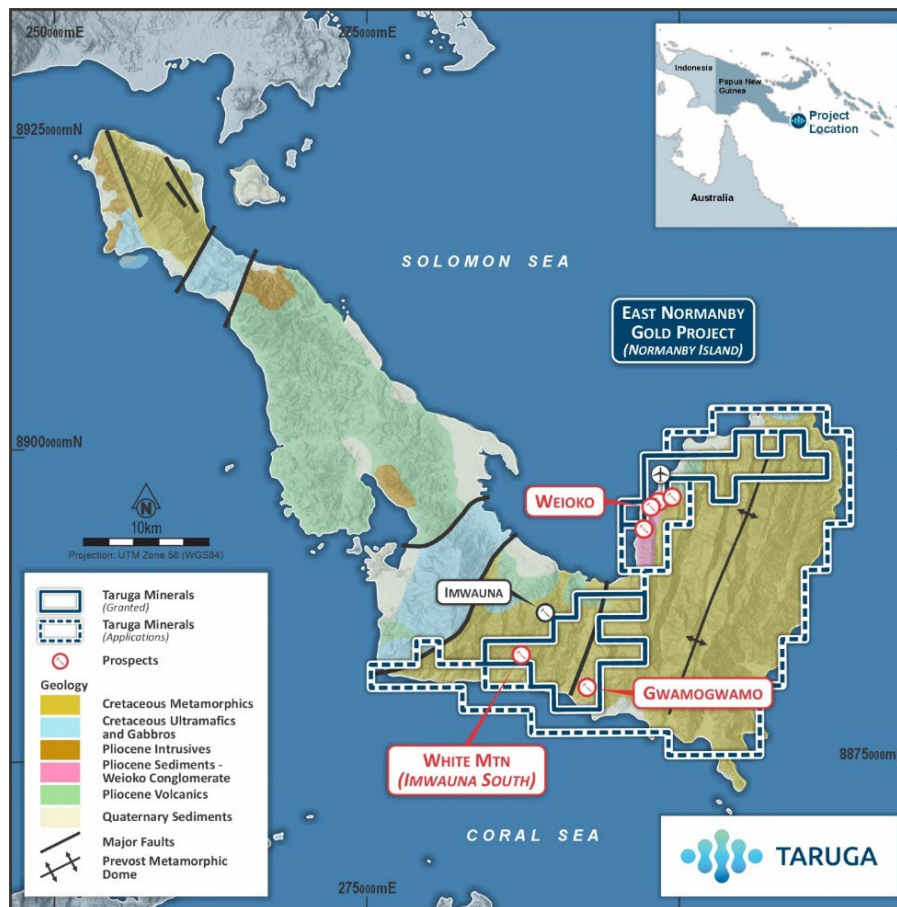 250000mE
275000mE
8925000mN
8900000mN
Indonesia
Papua New
Guinea
Project
Location
Australia
SOLOMON SEA
EAST NORMANBY
GOLD PROJECT
(NORMANBY ISLAND)
WEIOKO
IMWAUNA
GWAMOGWAMO
WHITE MTN
(IMWAUNA SOUTH)
8875000mN
N
10km
Projection: UTM Zone 56 (WGS84)
Taruga Minerals
(Granted)
Taruga Minerals
(Applications)
Prospects
Geology
Cretaceous Metamorphics
Cretaceous Ultramafics
and Gabbros
Pliocene Intrusives
Pliocene Sediments -
Weioko Conglomerate
Pliocene Volcanics
Quaternary Sediments
Major Faults
Prevost Metamorphic
Dome
CORAL SEA
275000mE
TARUGA